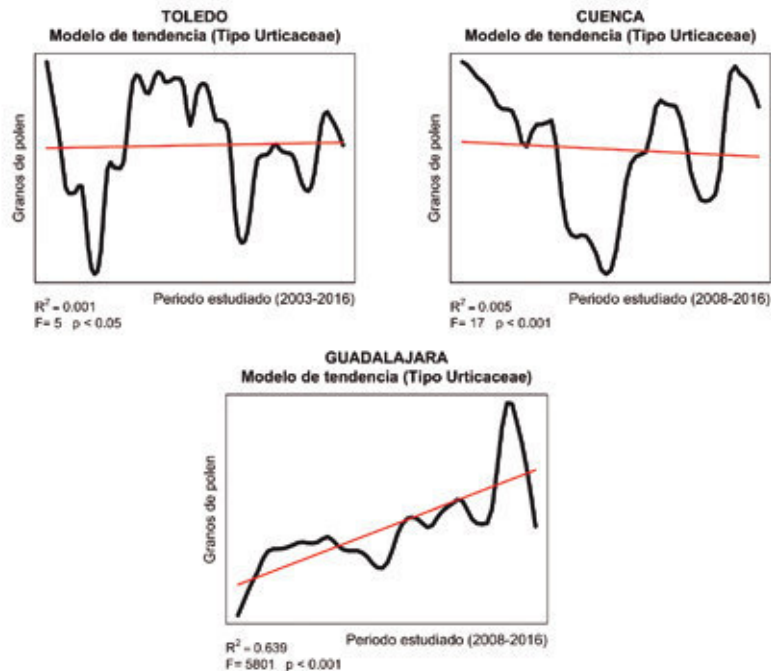 TOLEDO
Modelo de tendencia (Tipo Urticaceae)
Granos de polen
Periodo estudiado (2003-2016)
R² = 0.001
F= 5 p < 0.05
CUENCA
Modelo de tendencia (Tipo Urticaceae)
Granos de polen
Periodo estudiado (2008-2016)
R² = 0.005
F= 17 p < 0.001
GUADALAJARA
Modelo de tendencia (Tipo Urticaceae)
Granos de polen
Periodo estudiado (2008-2016)
R² = 0.639
F= 5801 p < 0.001